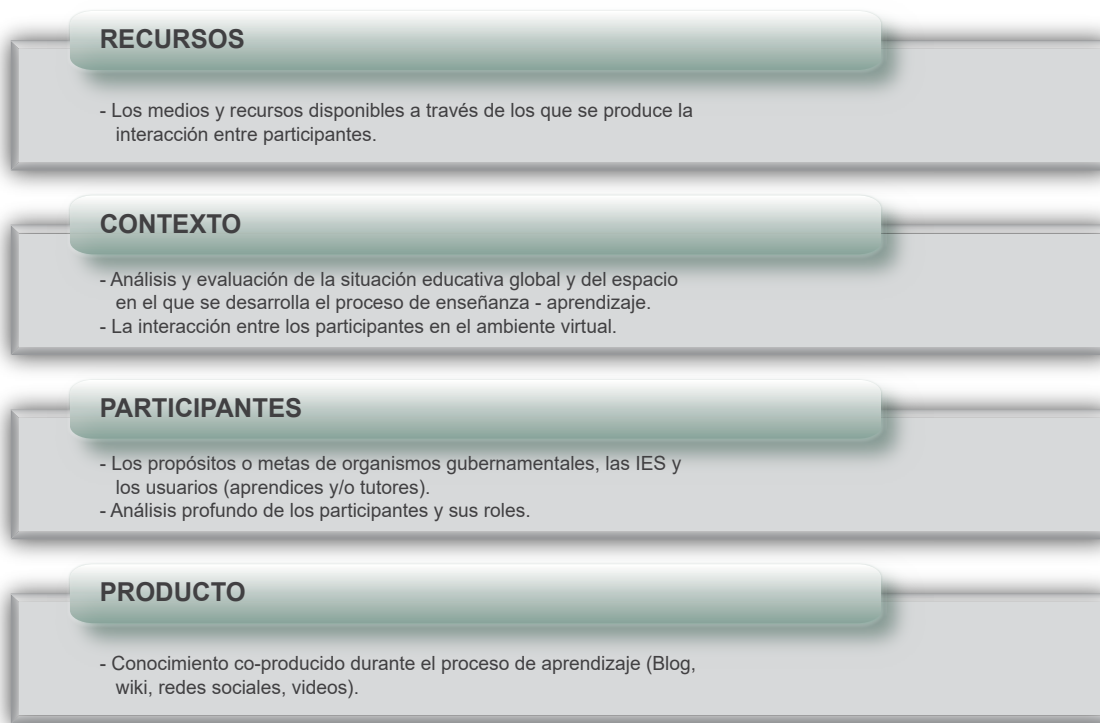 RECURSOS
- Los medios y recursos disponibles a través de los que se produce la
interacción entre participantes.
CONTEXTO
- Análisis y evaluación de la situación educativa global y del espacio
en el que se desarrolla el proceso de enseñanza - aprendizaje.
- La interacción entre los participantes en el ambiente virtual.
PARTICIPANTES
- Los propósitos o metas de organismos gubernamentales, las IES y
los usuarios (aprendices y/o tutores).
- Análisis profundo de los participantes y sus roles.
PRODUCTO
- Conocimiento co-producido durante el proceso de aprendizaje (Blog,
wiki, redes sociales, videos).